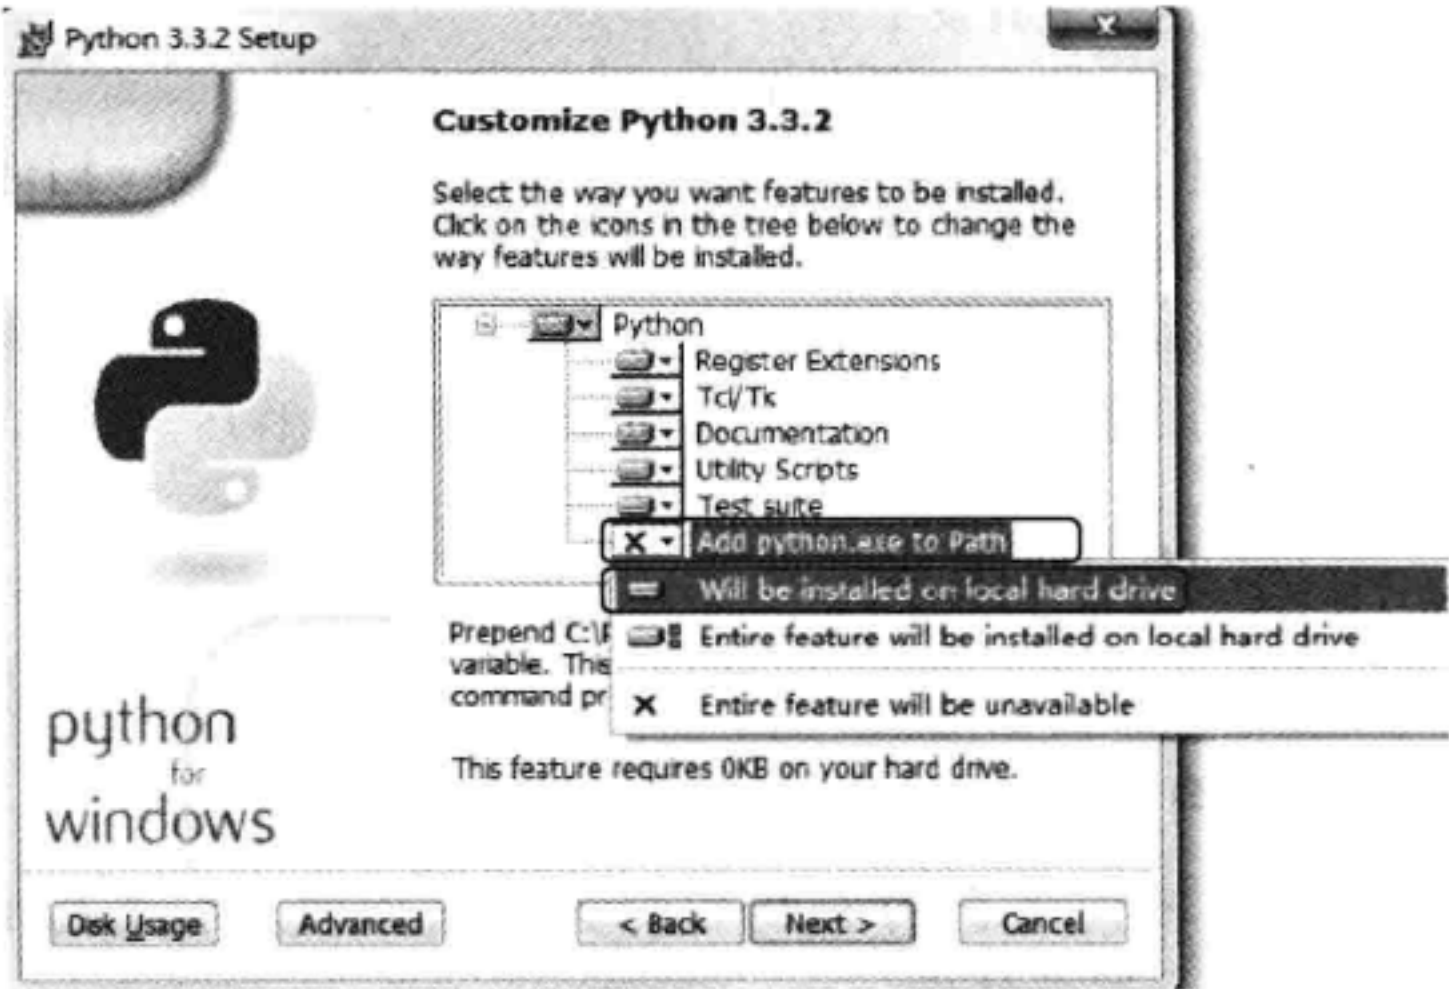 Python 3.3.2 Setup
Customize Python 3.3.2
Select the way you want features to be installed.
Click on the icons in the tree below to change the
way features will be installed.
Python
Register Extensions
Tcl/Tk
Documentation
Utility Scripts
Test suite
Add python.exe to Path
Will be installed on local hard drive
Entire feature will be installed on local hard drive
Entire feature will be unavailable
Prepend C:\
variable. This
command pr
This feature requires 0KB on your hard drive.
python
for
windows
Disk Usage
Advanced
< Back
Next >
Cancel